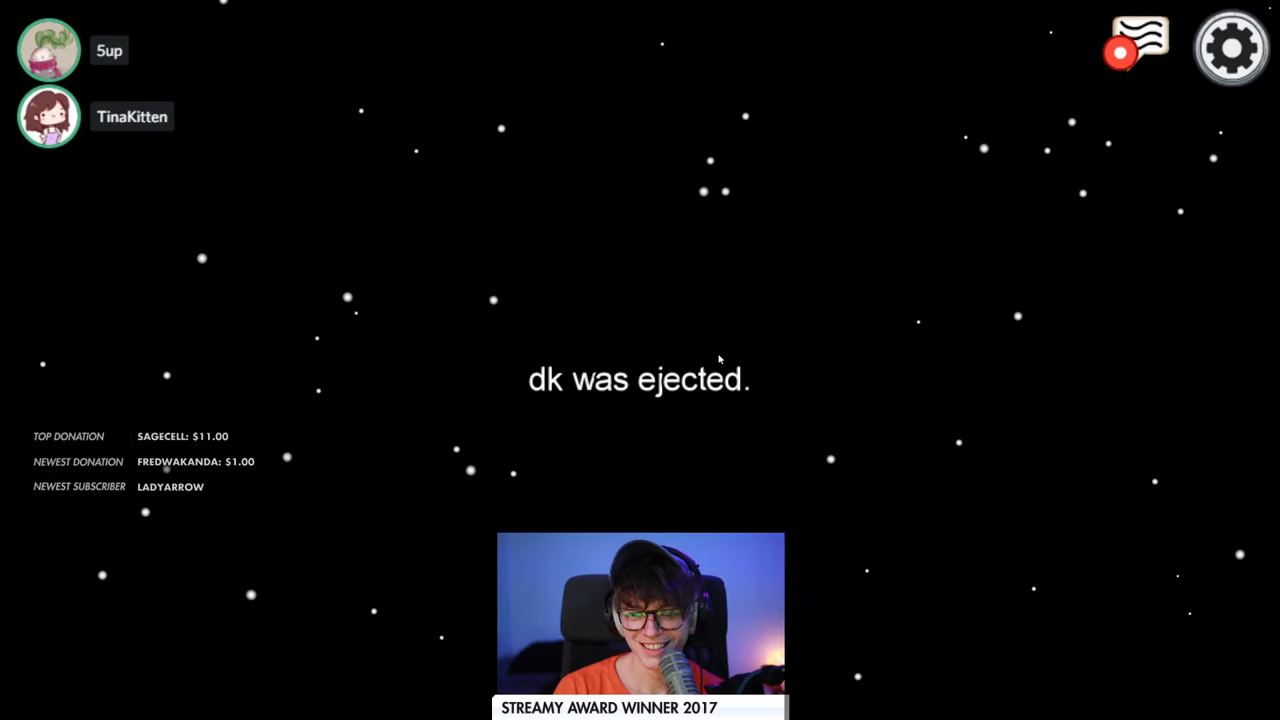 5up
TinaKitten
dk was ejected.
TOP DONATION SAGECELL: $11.00
NEWEST DONATION FREDWAKANDA: $1.00
NEWEST SUBSCRIBER LADYARROW
STREAMY AWARD WINNER 2017